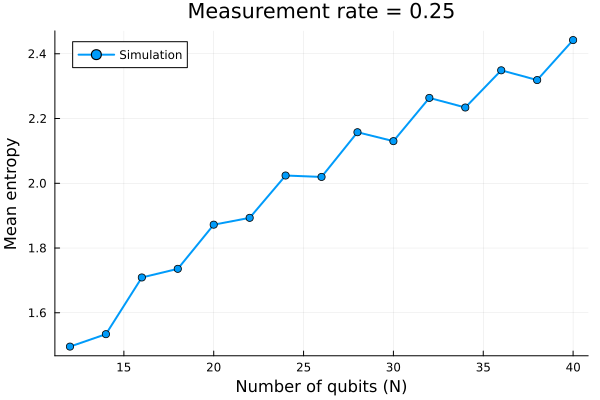 Measurement rate = 0.25
Simulation
Mean entropy
2.4
2.2
2.0
1.8
1.6
15 20 25 30 35 40
Number of qubits (N)